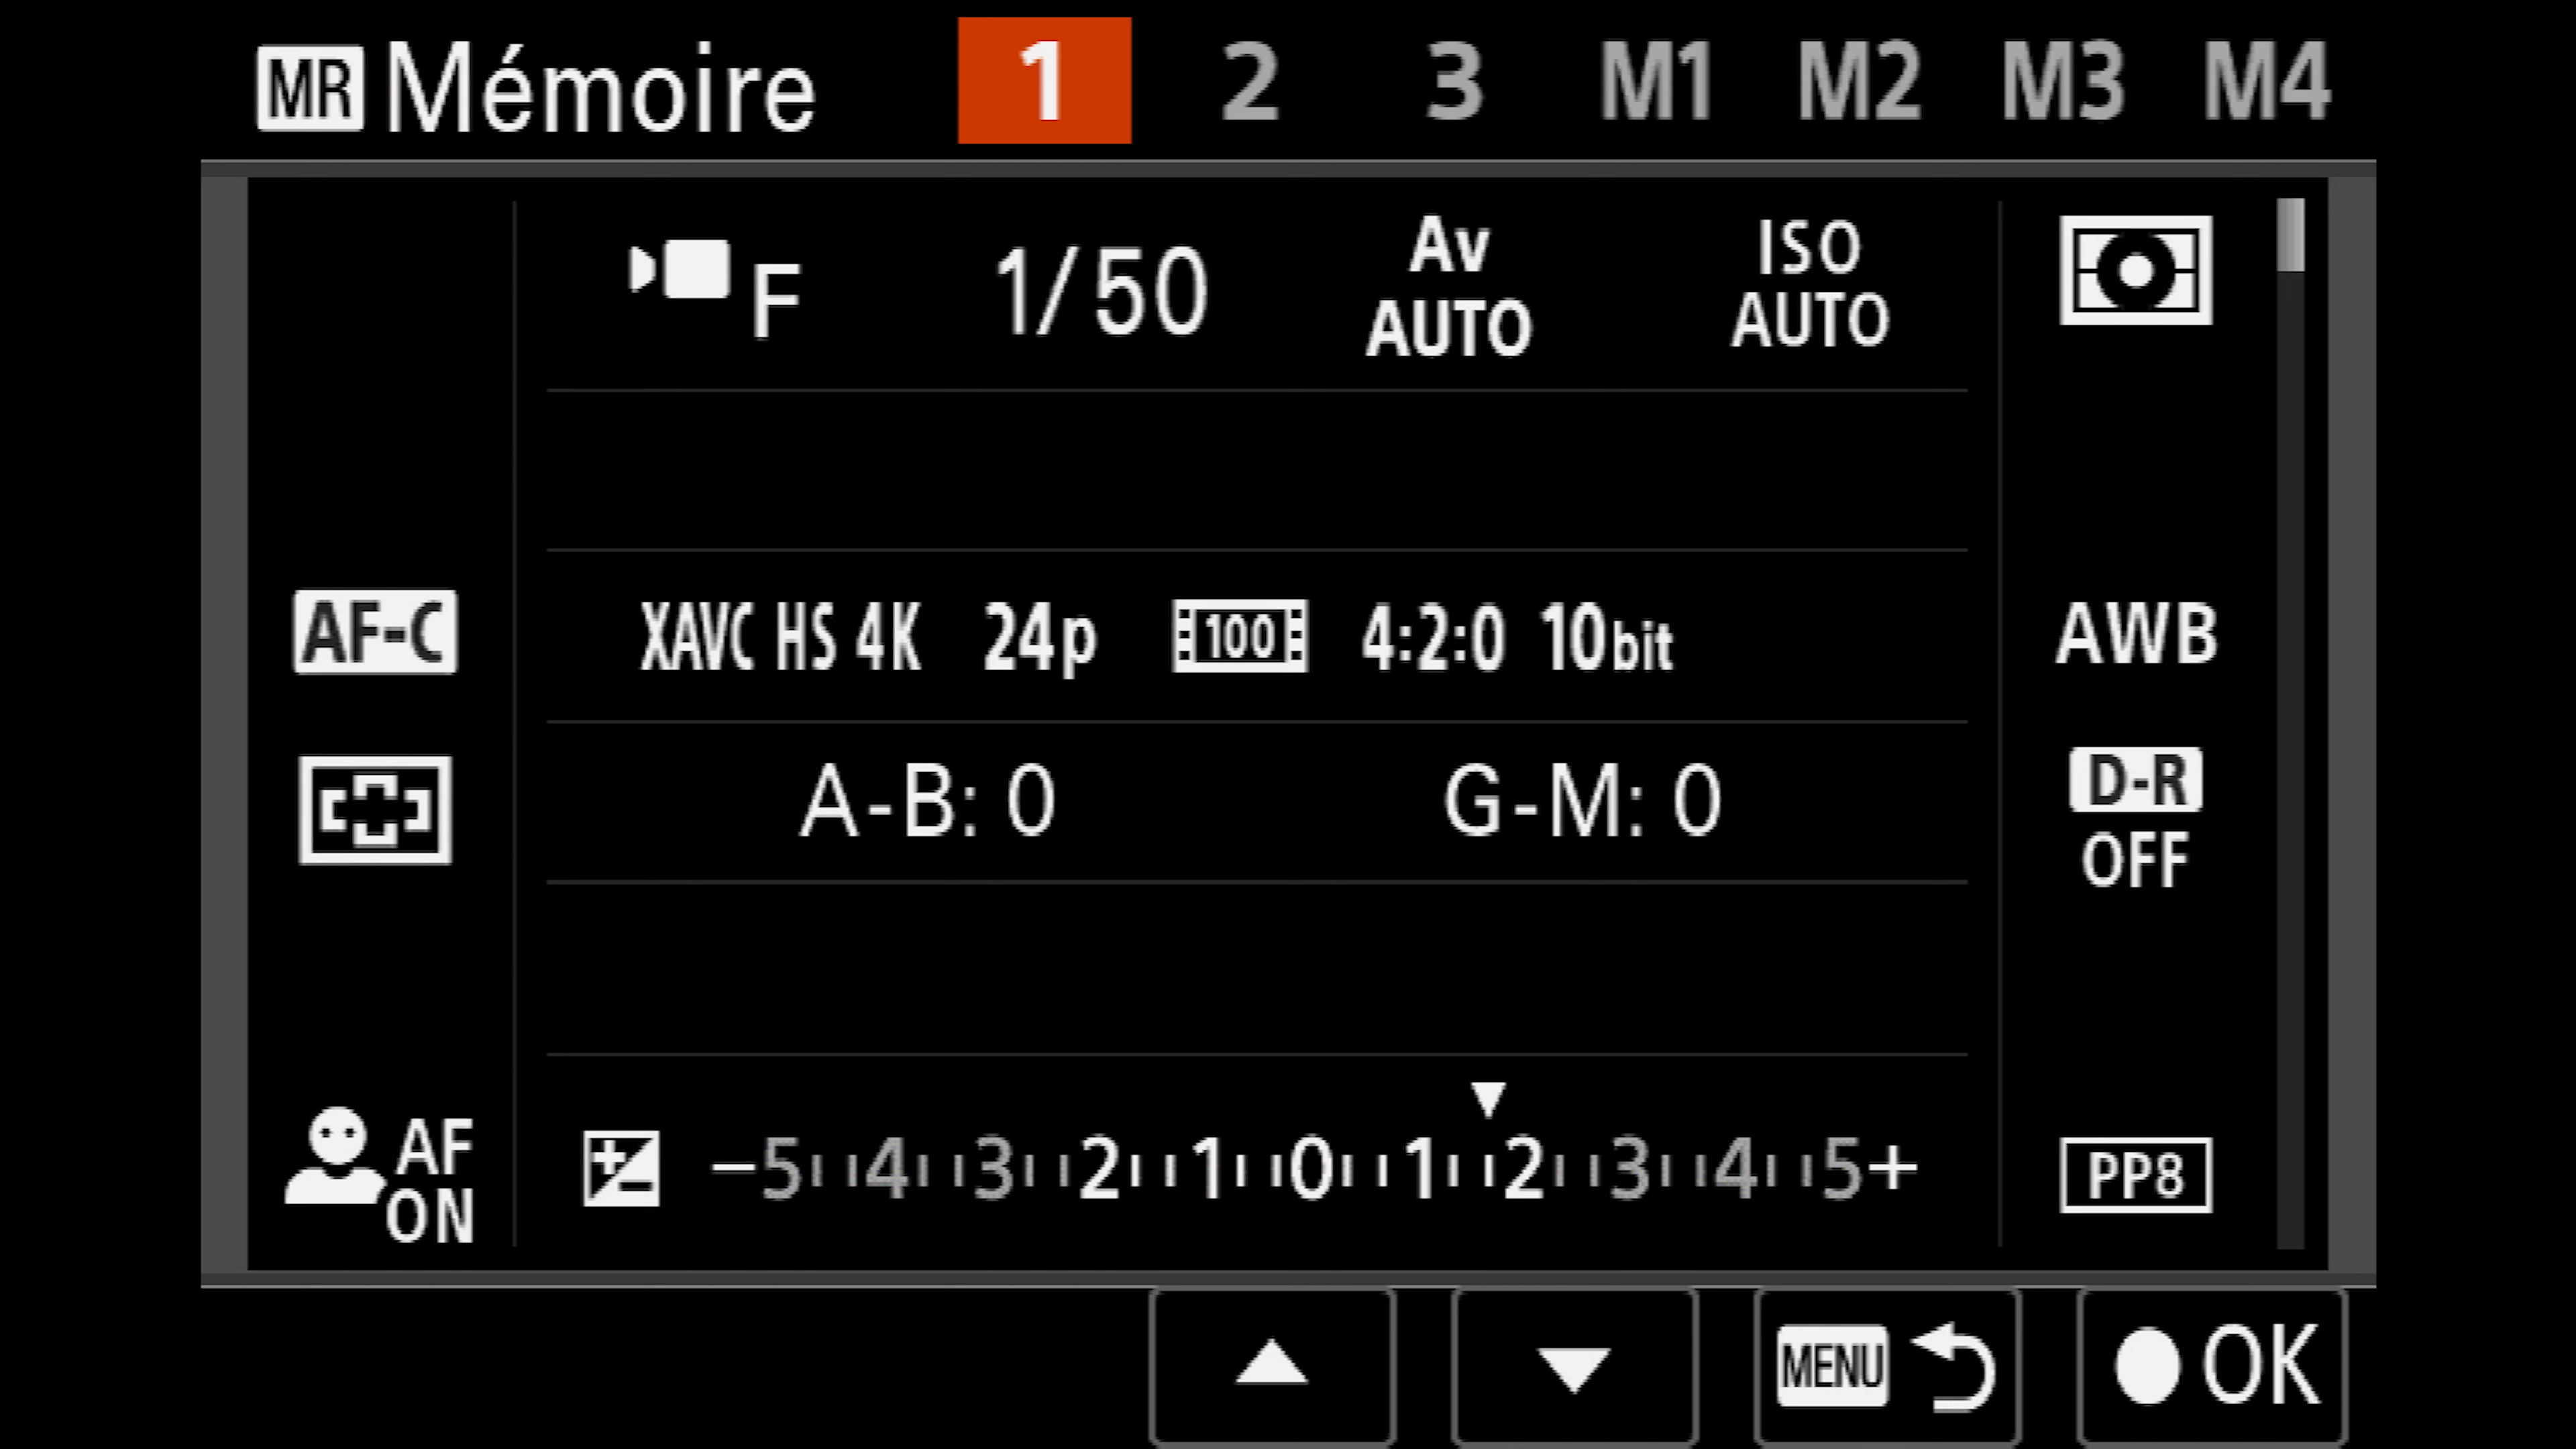 MR Mémoire 1 2 3 M1 M2 M3 M4
F 1/50 Av AUTO ISO AUTO
AF-C XAVC HS 4K 24p 100 4:2:0 10bit AWB
A-B: 0 G-M: 0 D-R OFF
AF ON −5 4 3 2 1 0 1 2 3 4 5+ PP8
MENU OK